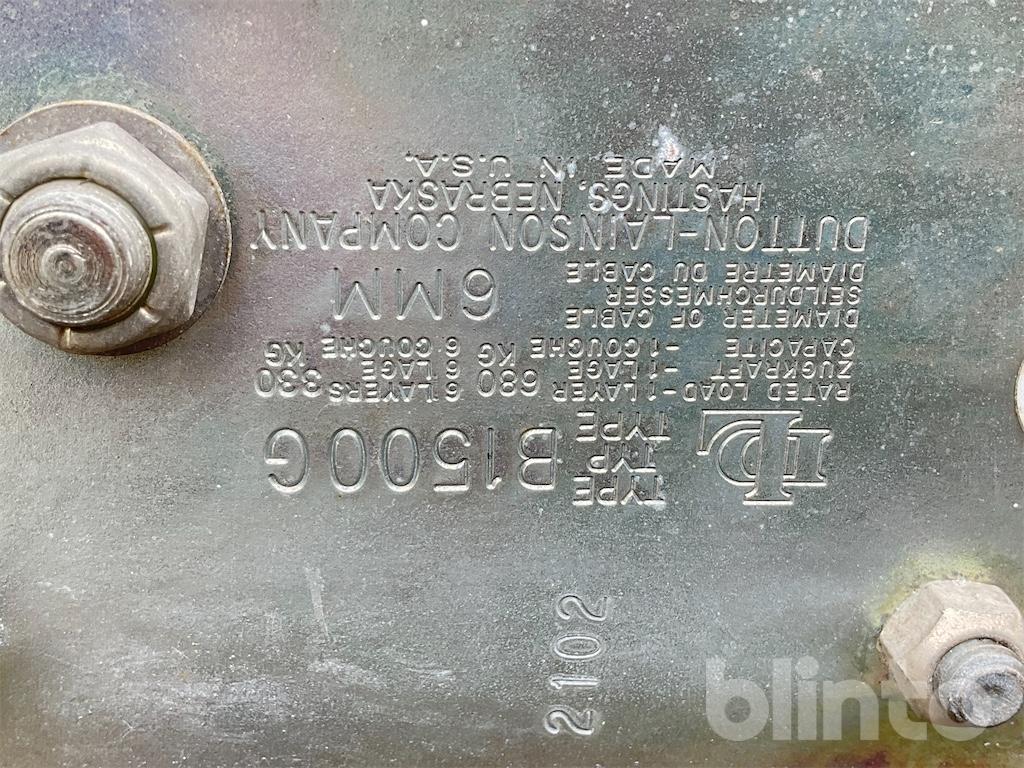 2102
DL TYPE TYPE B1500G
TYP
TYPE
RATED LOAD-1 LAYER 680 KG 6 LAYERS 330 KG
ZUGKRAFT -1 LAGE 6 LAGE
CAPACITE -1 COUCHE 6 COUCHE
DIAMETER OF CABLE 6MM
SEILDURCHMESSER
DIAMETRE DU CABLE
DUTTON-LAINSON COMPANY
HASTINGS, NEBRASKA
MADE IN U.S.A.
blinto